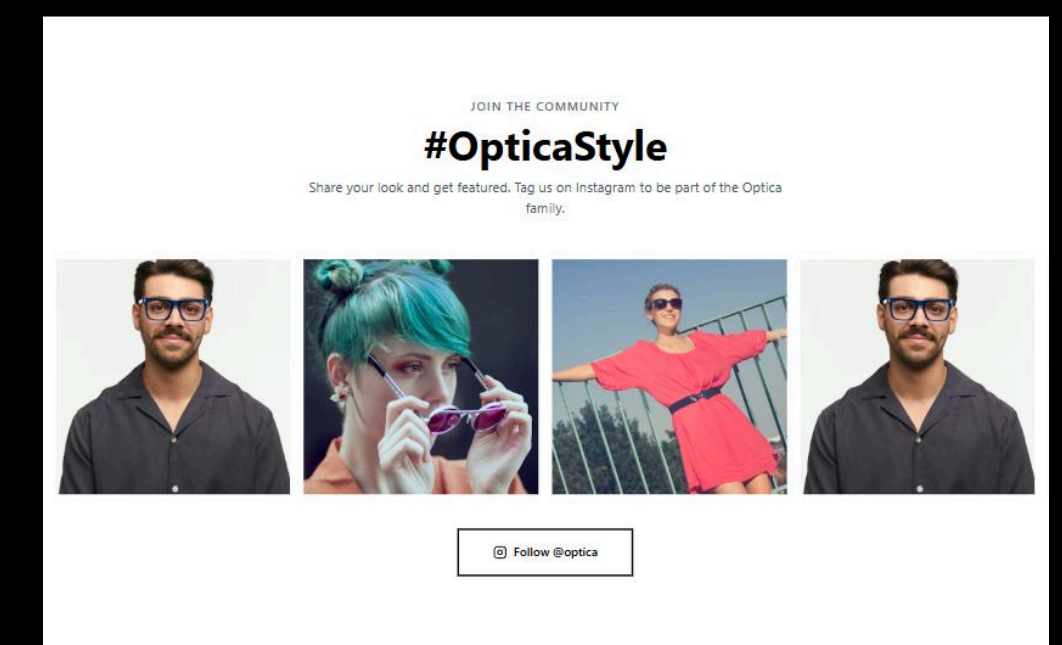 JOIN THE COMMUNITY
#OpticaStyle
Share your look and get featured. Tag us on Instagram to be part of the Optica
family.
Follow @optica